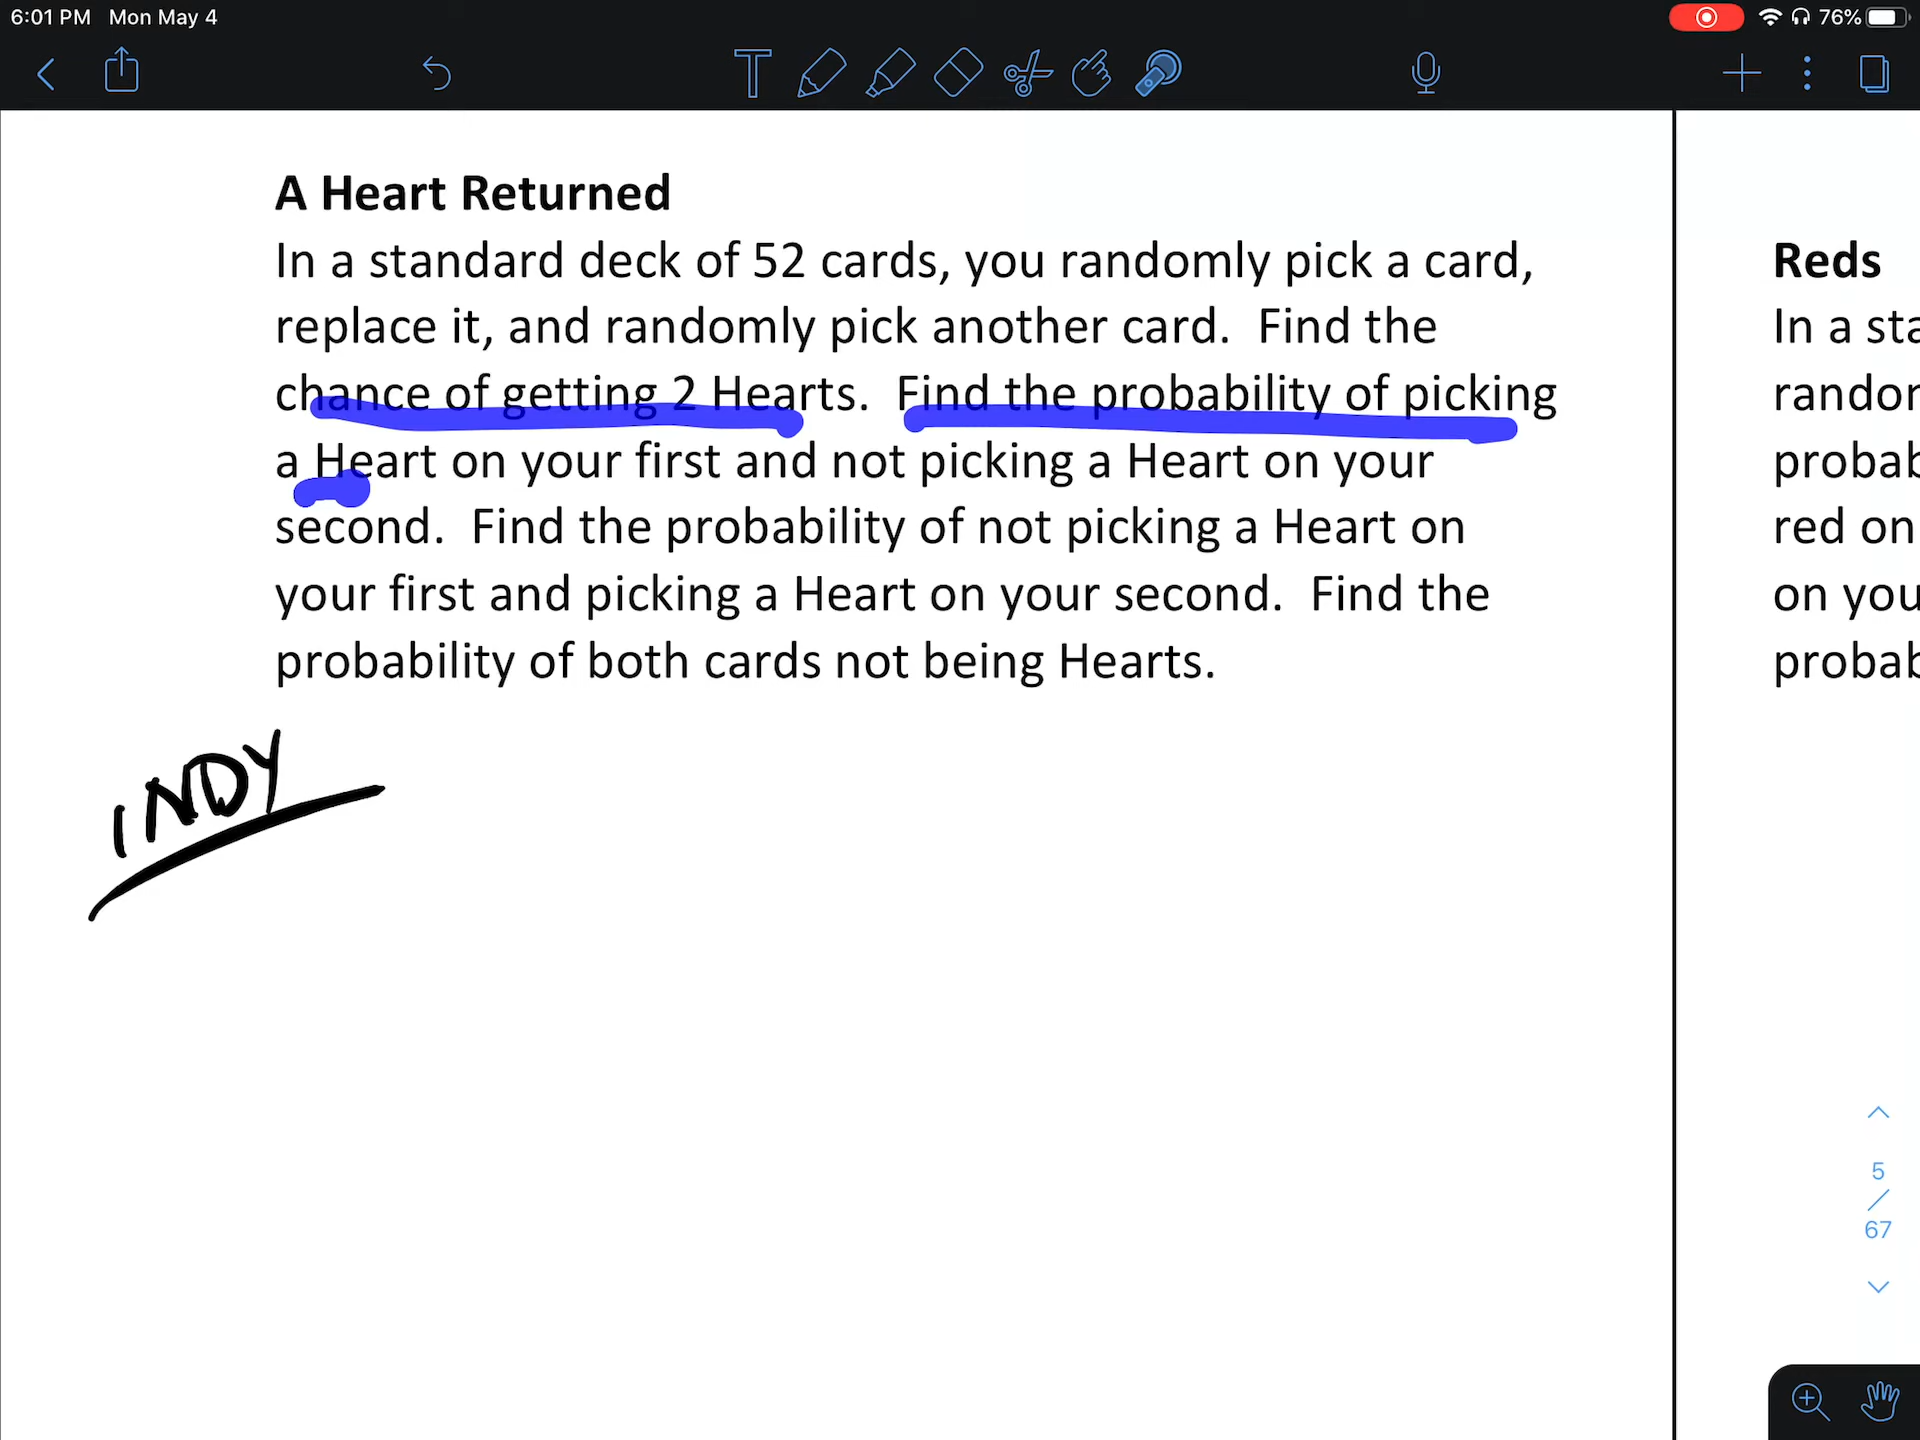 6:01 PM Mon May 4
76%
A Heart Returned
In a standard deck of 52 cards, you randomly pick a card,
replace it, and randomly pick another card. Find the
chance of getting 2 Hearts. Find the probability of picking
a Heart on your first and not picking a Heart on your
second. Find the probability of not picking a Heart on
your first and picking a Heart on your second. Find the
probability of both cards not being Hearts.
INDY
Reds
In a sta
randor
probab
red on
on you
probab
5
/
67